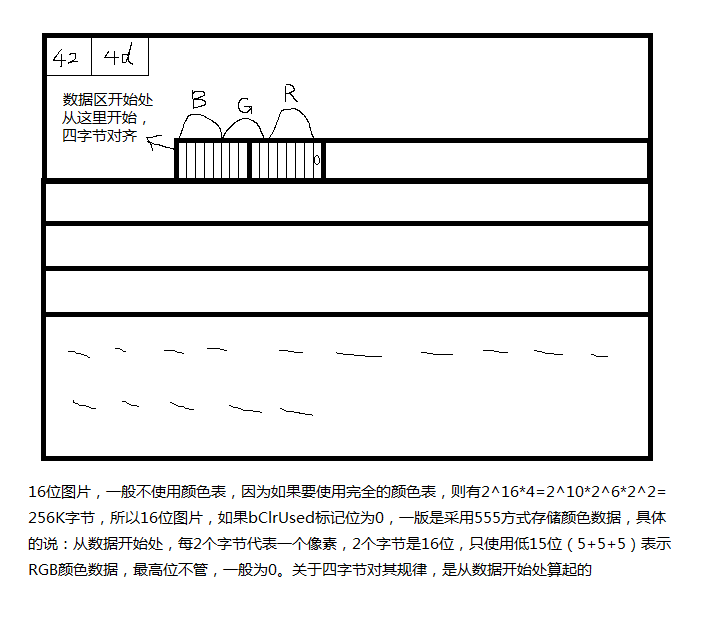 42 4d
数据区开始处
从这里开始，
四字节对齐
B G R
0
16位图片，一般不使用颜色表，因为如果要使用完全的颜色表，则有2^16*4=2^10*2^6*2^2=
256K字节，所以16位图片，如果bClrUsed标记位为0，一版是采用555方式存储颜色数据，具体
的说：从数据开始处，每2个字节代表一个像素，2个字节是16位，只使用低15位（5+5+5）表示
RGB颜色数据，最高位不管，一般为0。关于四字节对其规律，是从数据开始处算起的